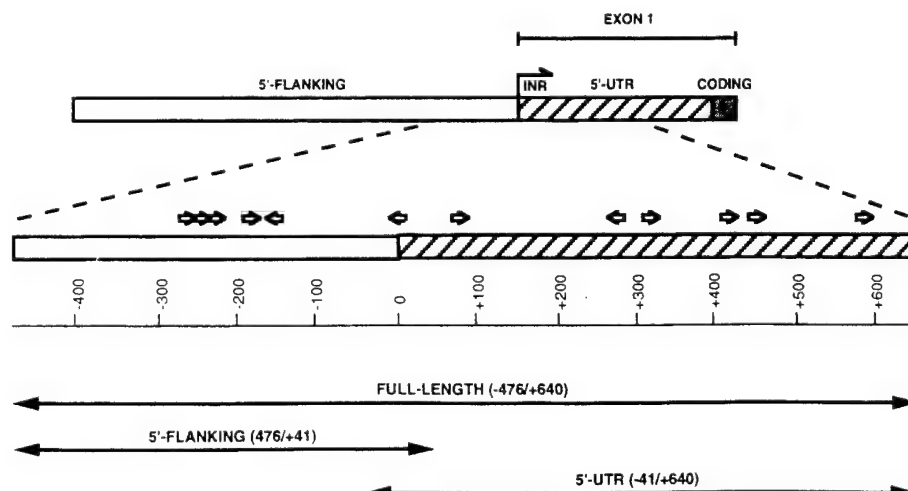 EXON 1
5'-FLANKING
INR 5'-UTR CODING
-400 -300 -200 -100 0 +100 +200 +300 +400 +500 +600
FULL-LENGTH (-476/+640)
5'-FLANKING (476/+41)
5'-UTR (-41/+640)